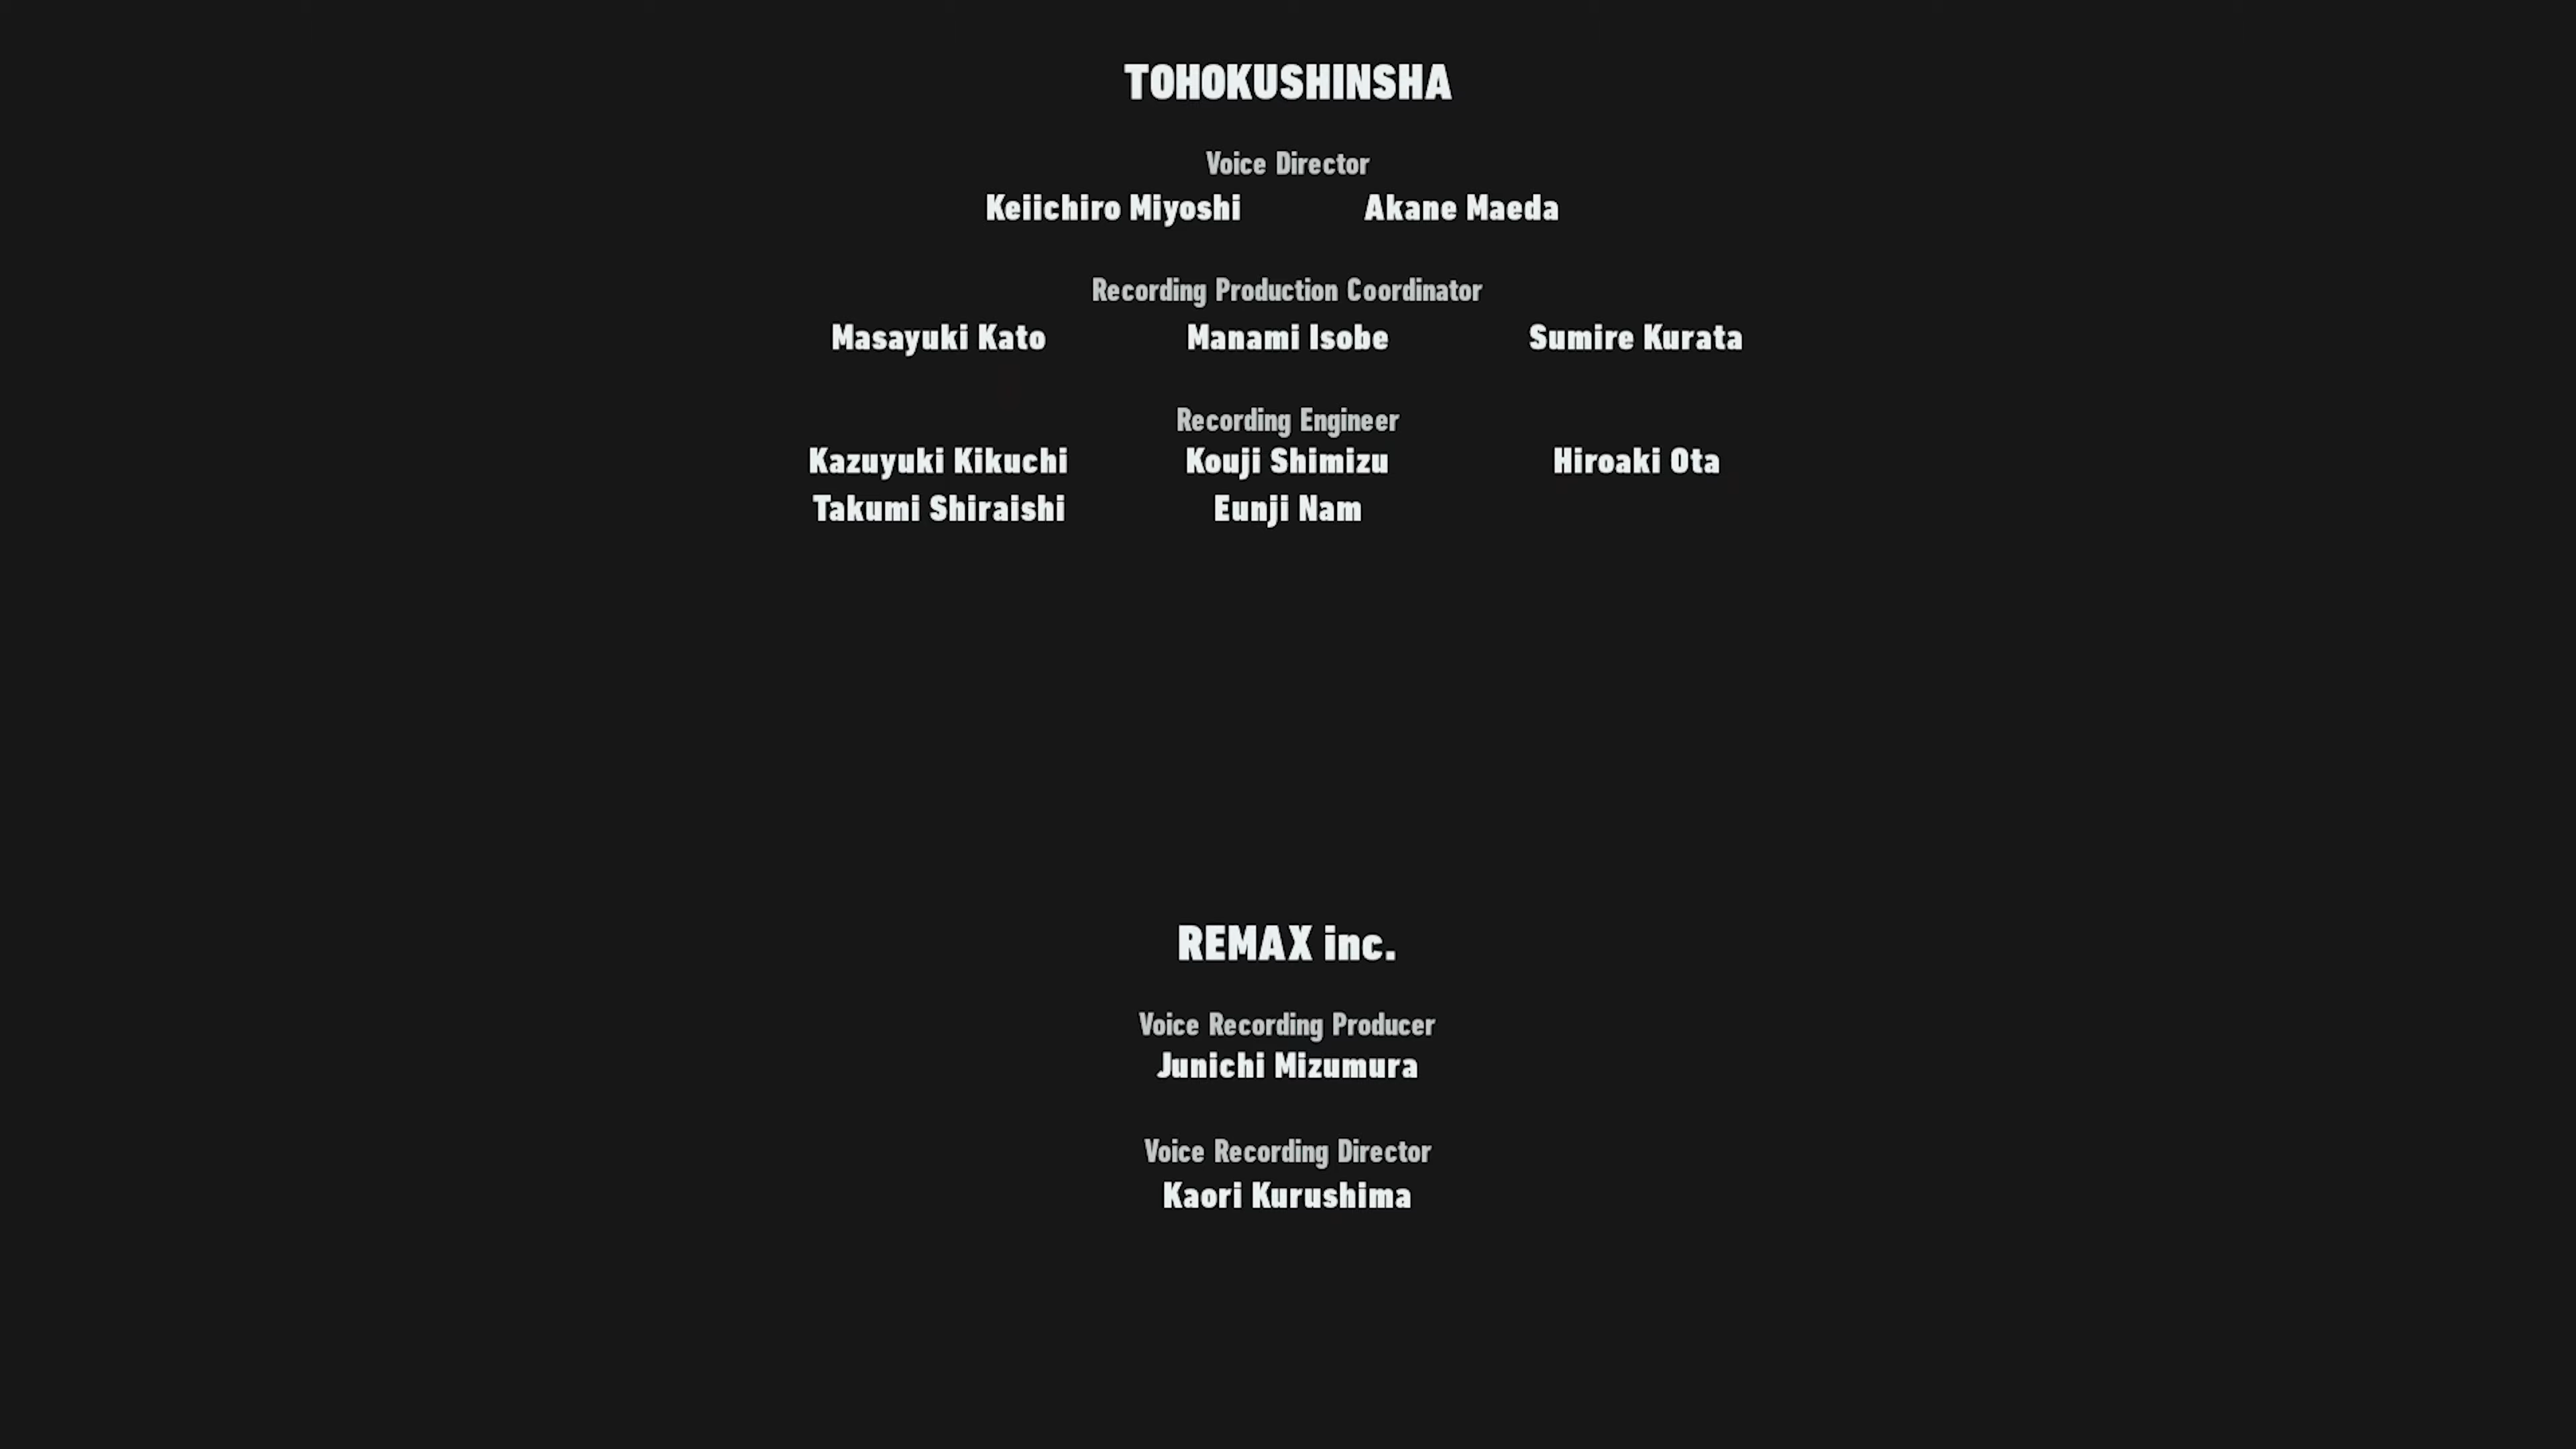 TOHOKUSHINSHA
Voice Director
Keiichiro Miyoshi Akane Maeda
Recording Production Coordinator
Masayuki Kato Manami Isobe Sumire Kurata
Recording Engineer
Kazuyuki Kikuchi Kouji Shimizu Hiroaki Ota
Takumi Shiraishi Eunji Nam
REMAX inc.
Voice Recording Producer
Junichi Mizumura
Voice Recording Director
Kaori Kurushima